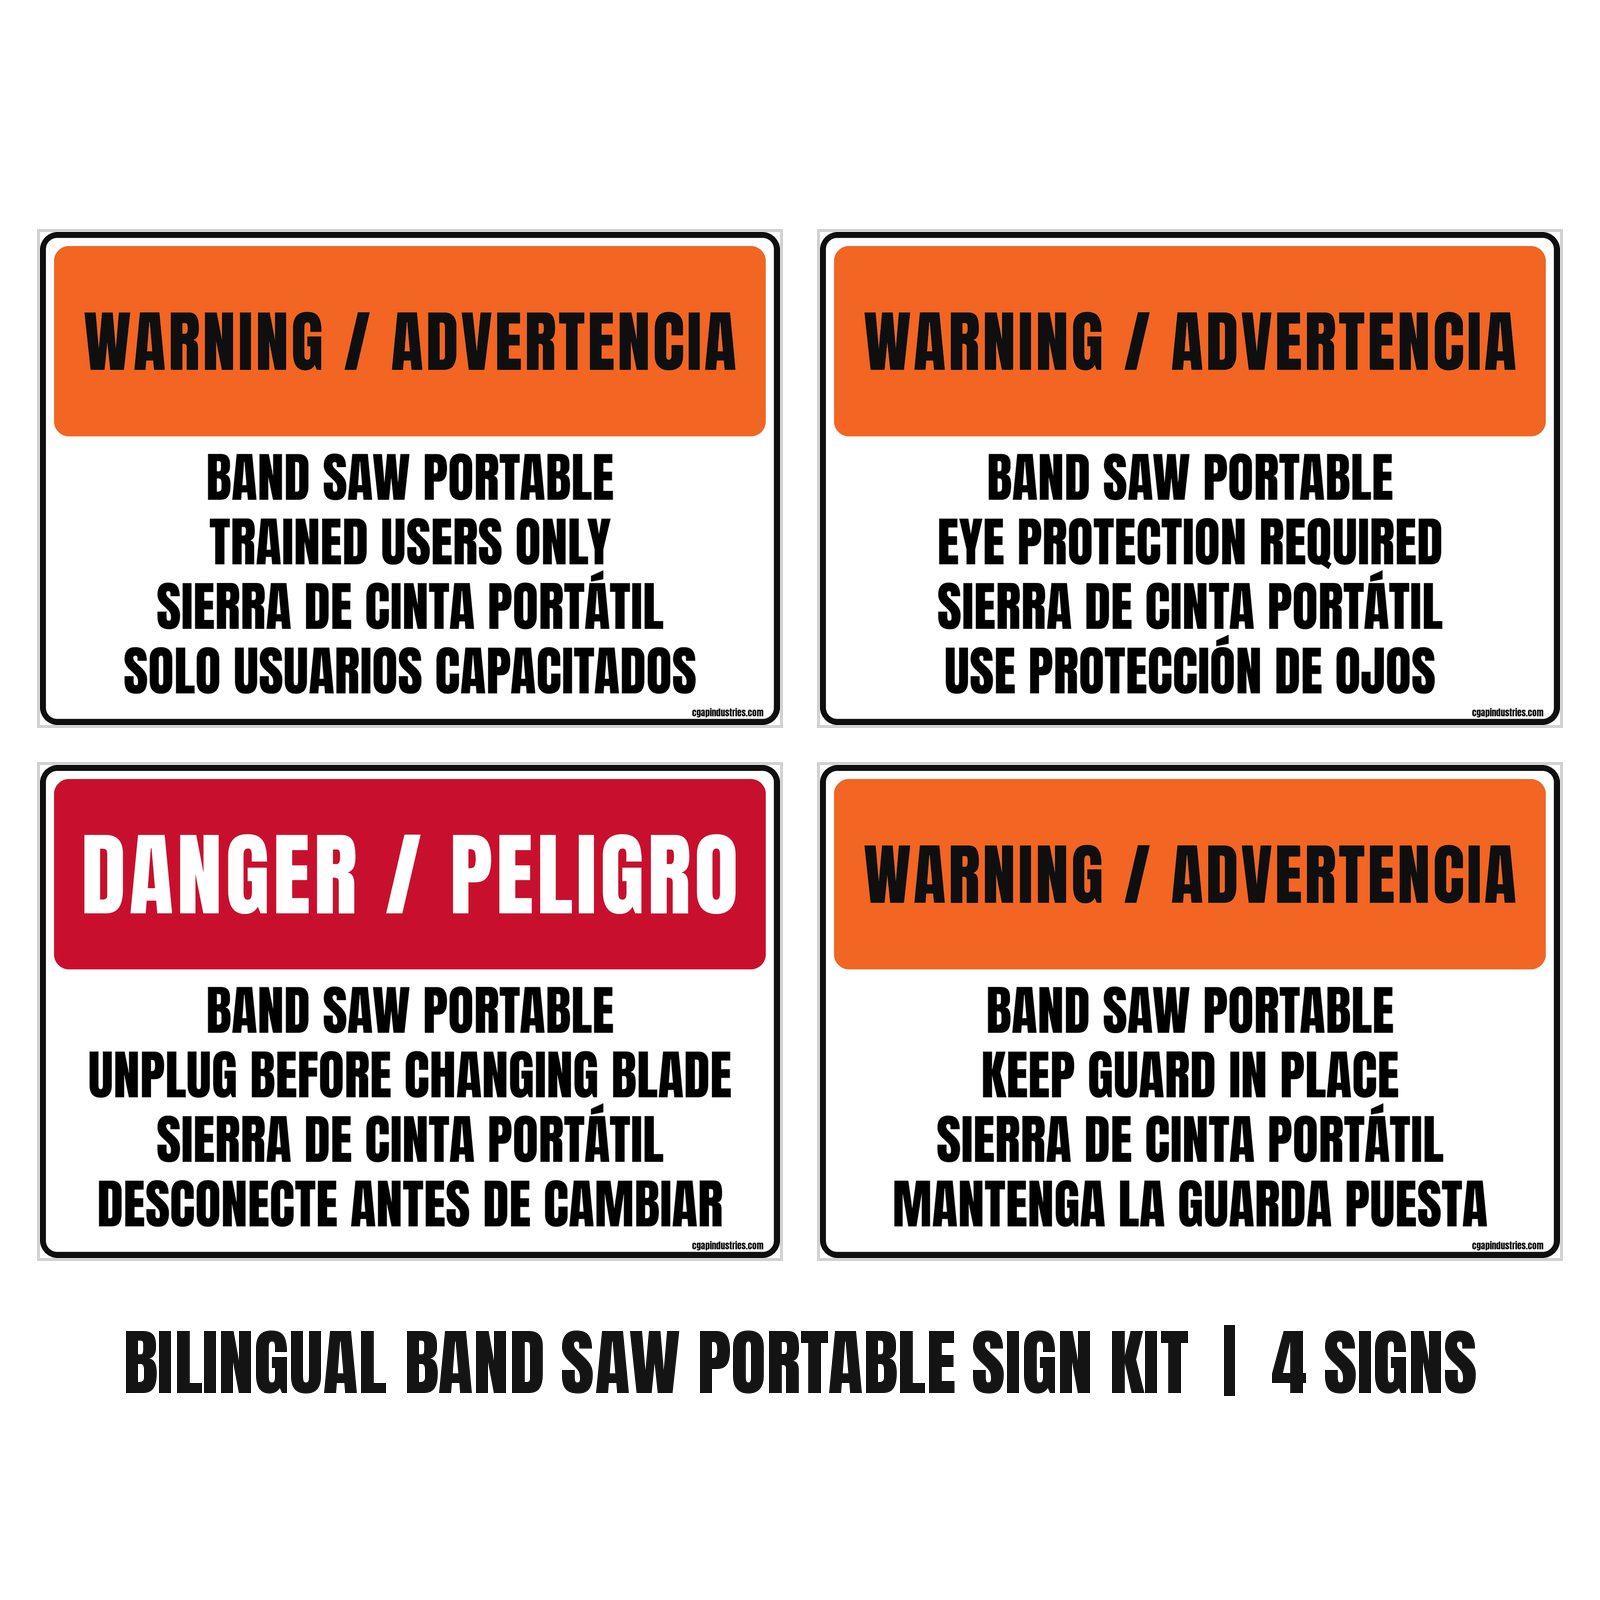 WARNING / ADVERTENCIA
BAND SAW PORTABLE
TRAINED USERS ONLY
SIERRA DE CINTA PORTÁTIL
SOLO USUARIOS CAPACITADOS
cgapindustries.com
WARNING / ADVERTENCIA
BAND SAW PORTABLE
EYE PROTECTION REQUIRED
SIERRA DE CINTA PORTÁTIL
USE PROTECCIÓN DE OJOS
cgapindustries.com
DANGER / PELIGRO
BAND SAW PORTABLE
UNPLUG BEFORE CHANGING BLADE
SIERRA DE CINTA PORTÁTIL
DESCONECTE ANTES DE CAMBIAR
cgapindustries.com
WARNING / ADVERTENCIA
BAND SAW PORTABLE
KEEP GUARD IN PLACE
SIERRA DE CINTA PORTÁTIL
MANTENGA LA GUARDA PUESTA
cgapindustries.com
BILINGUAL BAND SAW PORTABLE SIGN KIT | 4 SIGNS